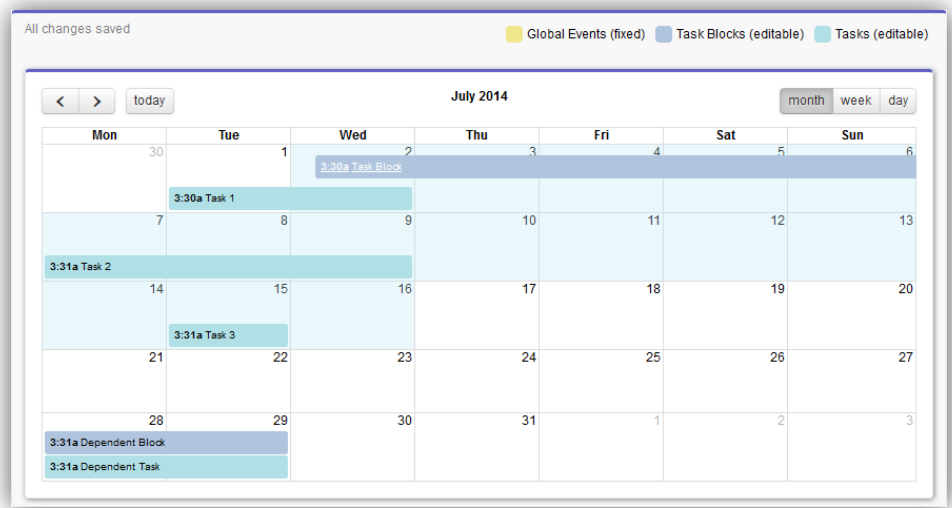 All changes saved
Global Events (fixed) Task Blocks (editable) Tasks (editable)
< > today July 2014 month week day
Mon Tue Wed Thu Fri Sat Sun
30 1 2 3 4 5 6
3:30a Task Block
3:30a Task 1
7 8 9 10 11 12 13
3:31a Task 2
14 15 16 17 18 19 20
3:31a Task 3
21 22 23 24 25 26 27
28 29 30 31 1 2 3
3:31a Dependent Block
3:31a Dependent Task